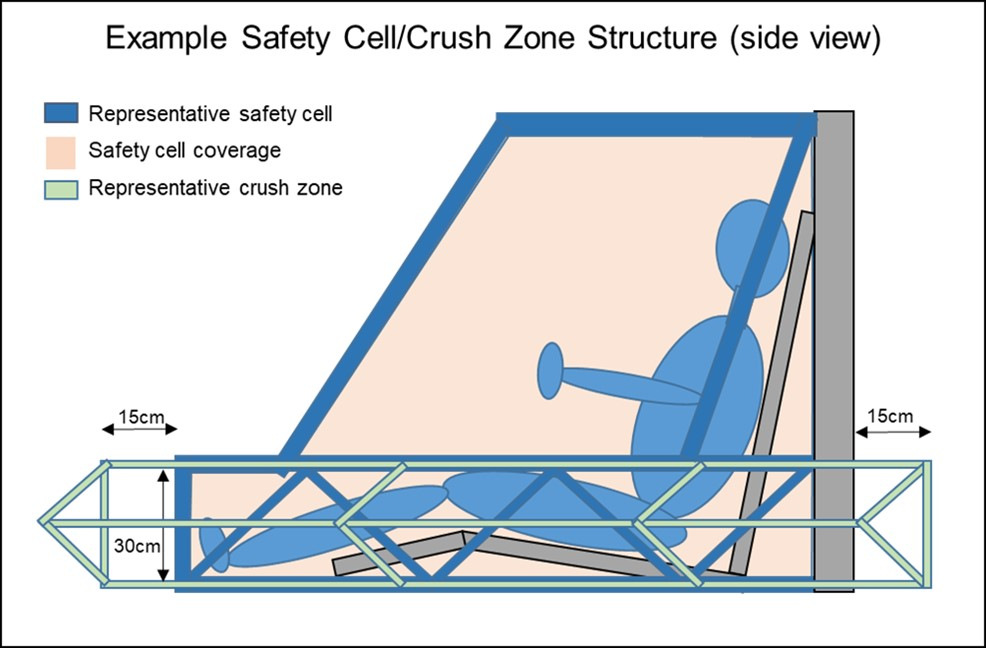 Example Safety Cell/Crush Zone Structure (side view)
Representative safety cell
Safety cell coverage
Representative crush zone
15cm
15cm
30cm